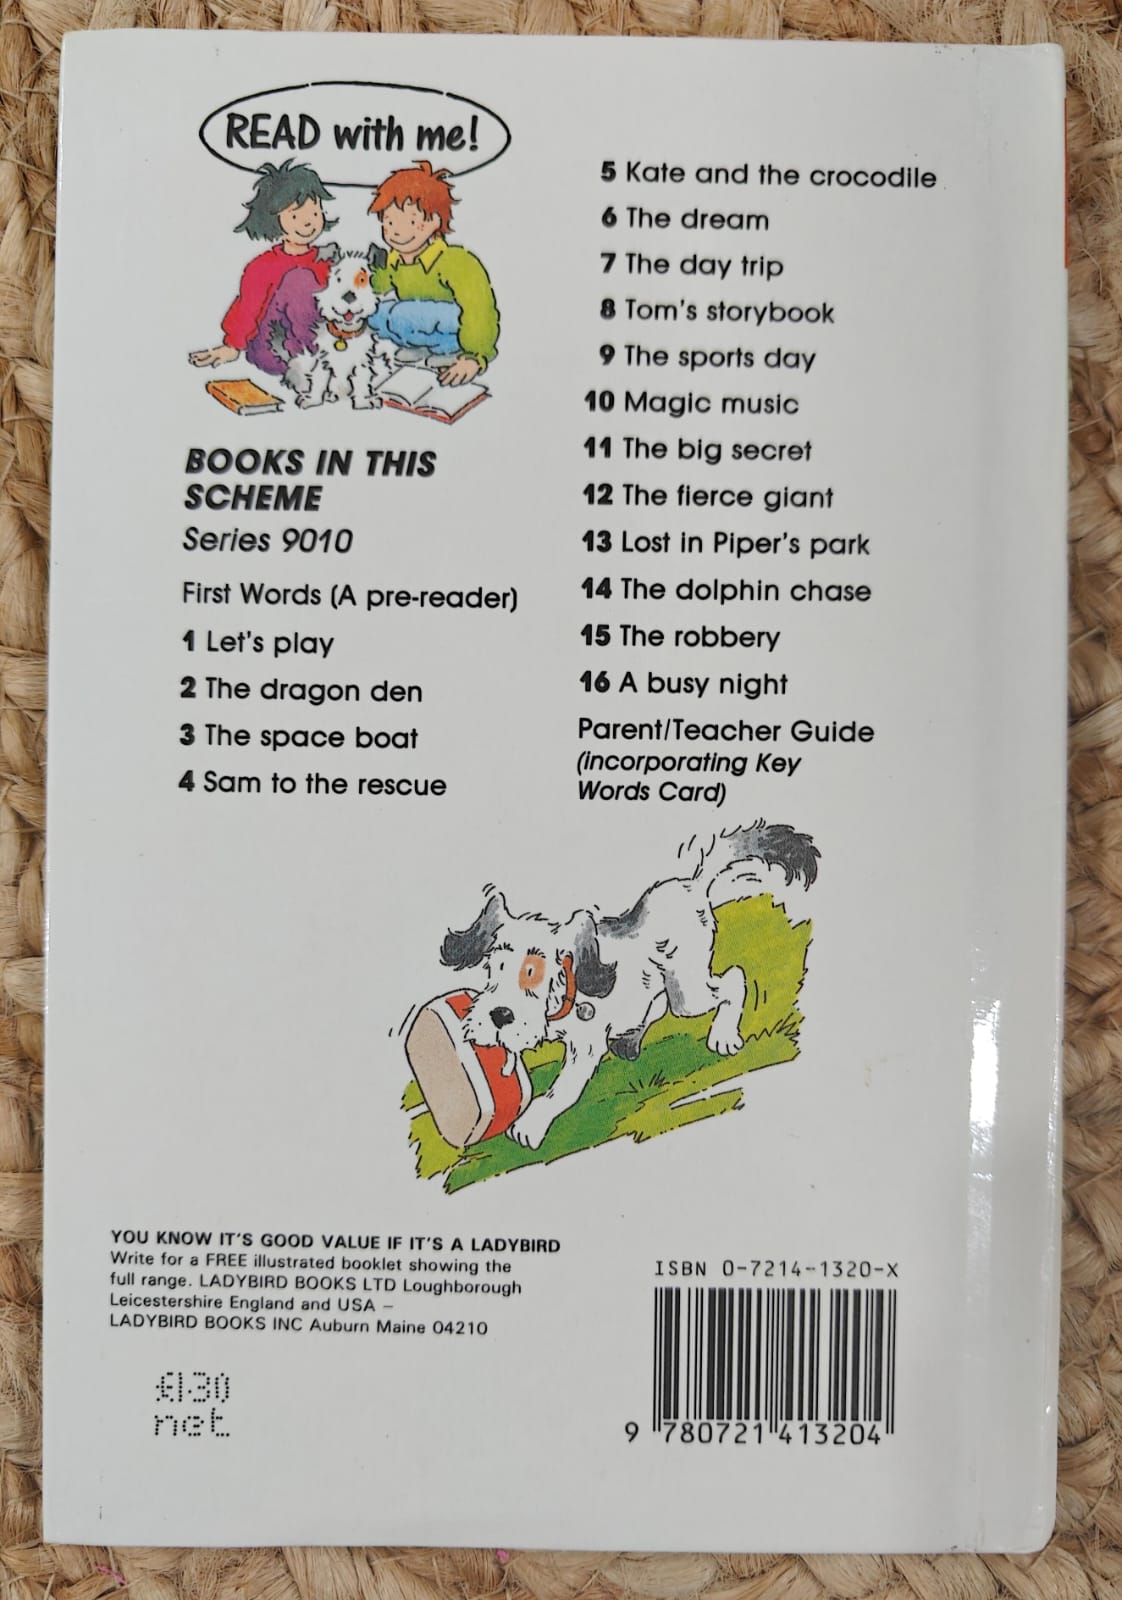 READ with me!
BOOKS IN THIS
SCHEME
Series 9010
First Words (A pre-reader)
1 Let's play
2 The dragon den
3 The space boat
4 Sam to the rescue
5 Kate and the crocodile
6 The dream
7 The day trip
8 Tom's storybook
9 The sports day
10 Magic music
11 The big secret
12 The fierce giant
13 Lost in Piper's park
14 The dolphin chase
15 The robbery
16 A busy night
Parent/Teacher Guide
(incorporating Key
Words Card)
YOU KNOW IT'S GOOD VALUE IF IT'S A LADYBIRD
Write for a FREE illustrated booklet showing the
full range. LADYBIRD BOOKS LTD Loughborough
Leicestershire England and USA –
LADYBIRD BOOKS INC Auburn Maine 04210
£1·30
net
ISBN 0-7214-1320-X
9 780721 413204